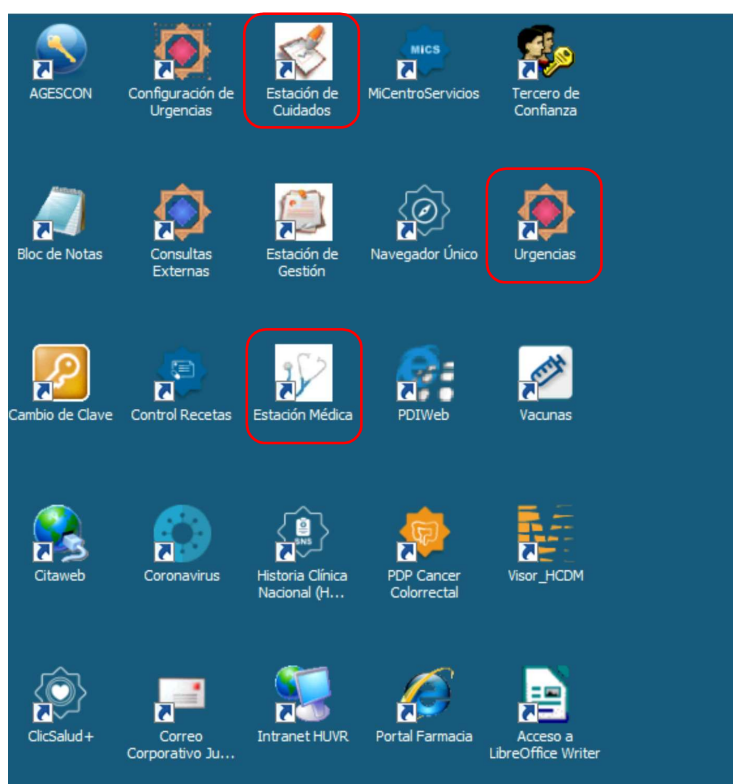 AGESCON
Configuración de
Urgencias
Estación de
Cuidados
MiCS
MiCentroServicios
Tercero de
Confianza
Bloc de Notas
Consultas
Externas
Estación de
Gestión
Navegador Único
Urgencias
Cambio de Clave
Control Recetas
Estación Médica
PDIWeb
Vacunas
Citaweb
Coronavirus
SNS
Historia Clínica
Nacional (H...
PDP Cancer
Colorrectal
Visor_HCDM
ClicSalud+
Correo
Corporativo Ju...
Intranet HUVR
Portal Farmacia
Acceso a
LibreOffice Writer